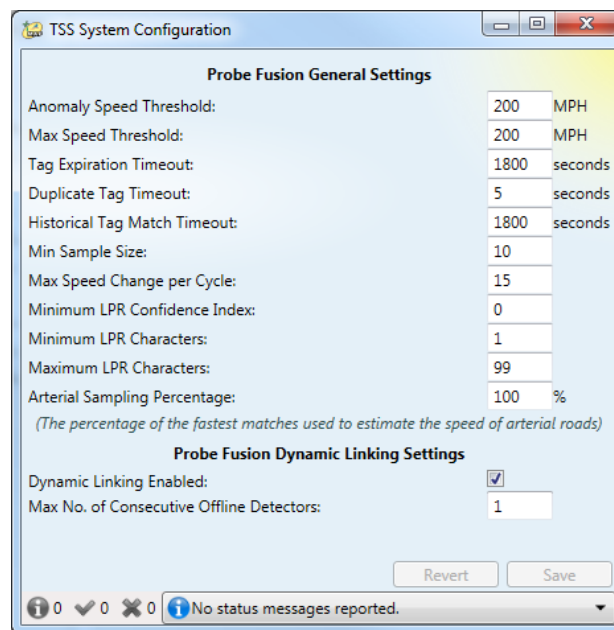 TSS System Configuration
Probe Fusion General Settings
Anomaly Speed Threshold: 200 MPH
Max Speed Threshold: 200 MPH
Tag Expiration Timeout: 1800 seconds
Duplicate Tag Timeout: 5 seconds
Historical Tag Match Timeout: 1800 seconds
Min Sample Size: 10
Max Speed Change per Cycle: 15
Minimum LPR Confidence Index: 0
Minimum LPR Characters: 1
Maximum LPR Characters: 99
Arterial Sampling Percentage: 100 %
(The percentage of the fastest matches used to estimate the speed of arterial roads)
Probe Fusion Dynamic Linking Settings
Dynamic Linking Enabled:
Max No. of Consecutive Offline Detectors: 1
Revert Save
0 0 0 No status messages reported.